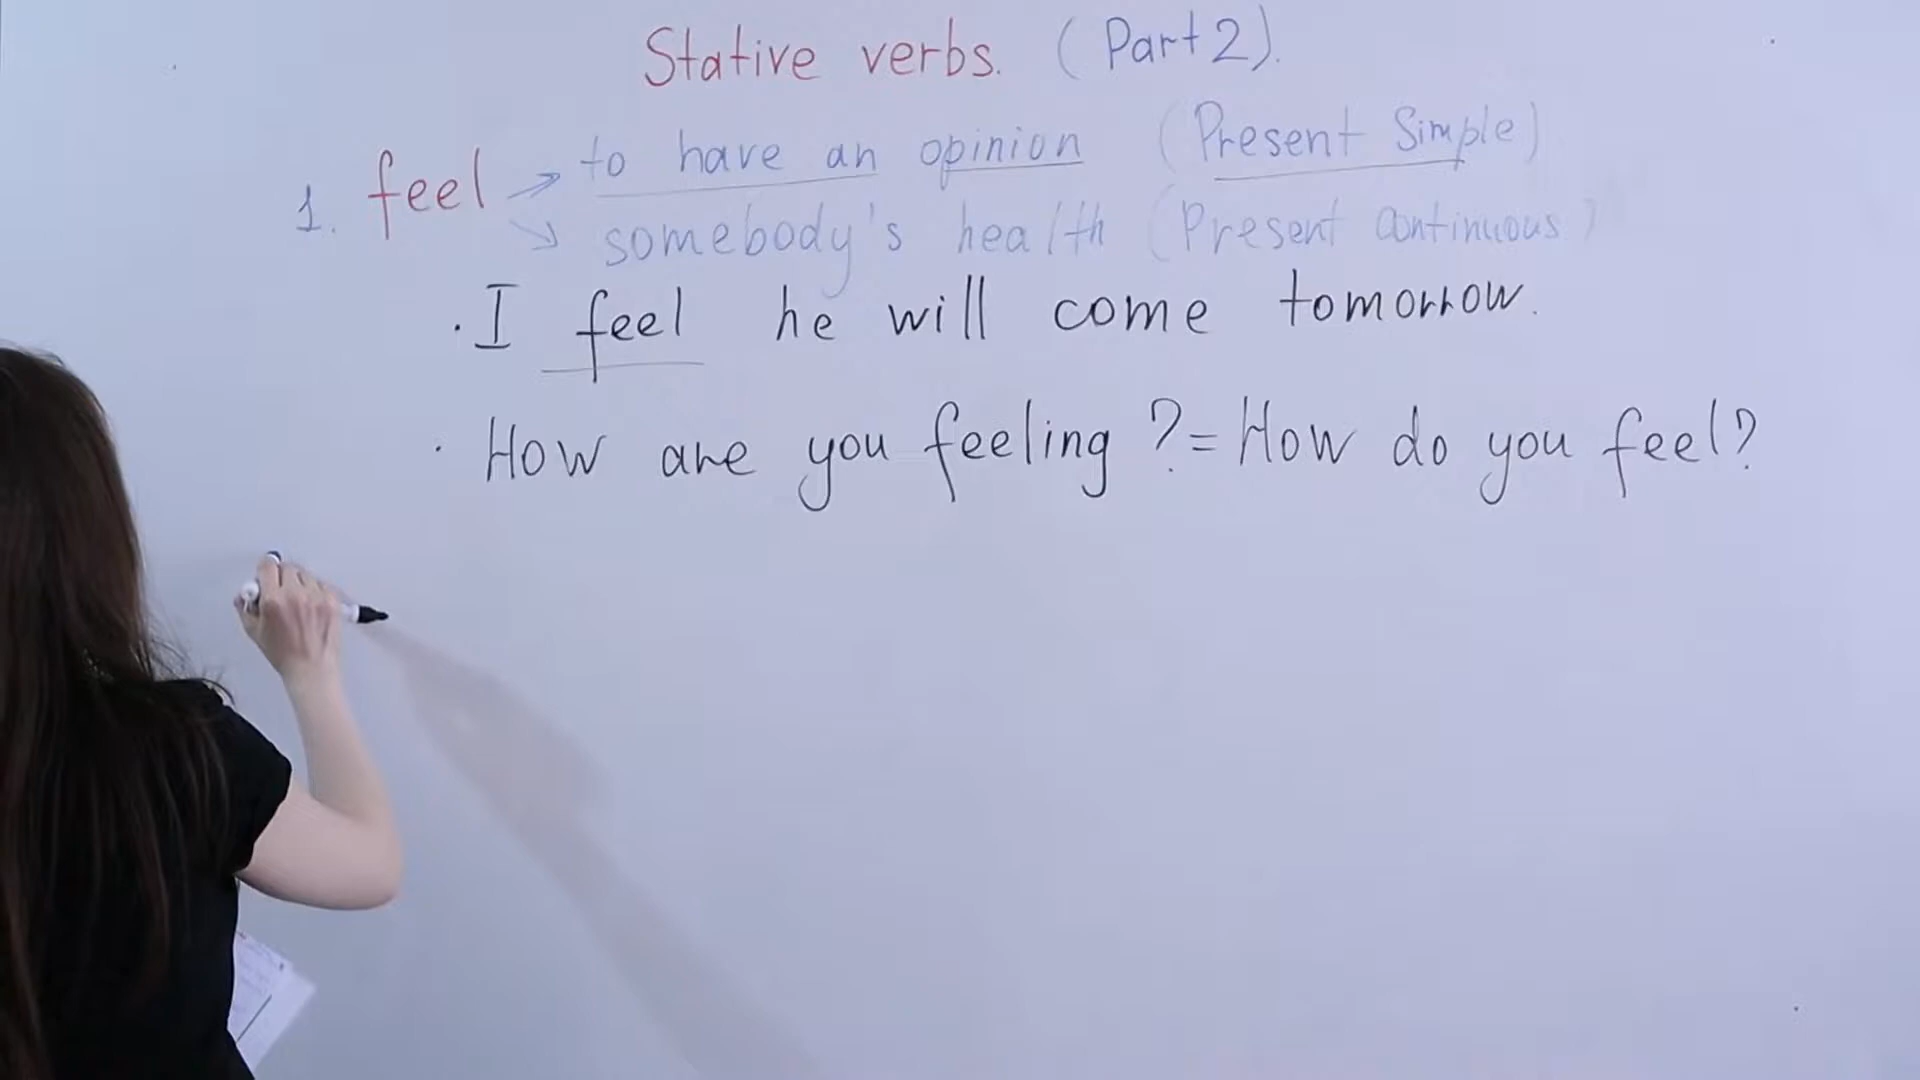 Stative verbs. (Part 2).
1. feel → to have an opinion (Present Simple)
↘ somebody's health (Present Continuous)
· I feel he will come tomorrow.
· How are you feeling? = How do you feel?